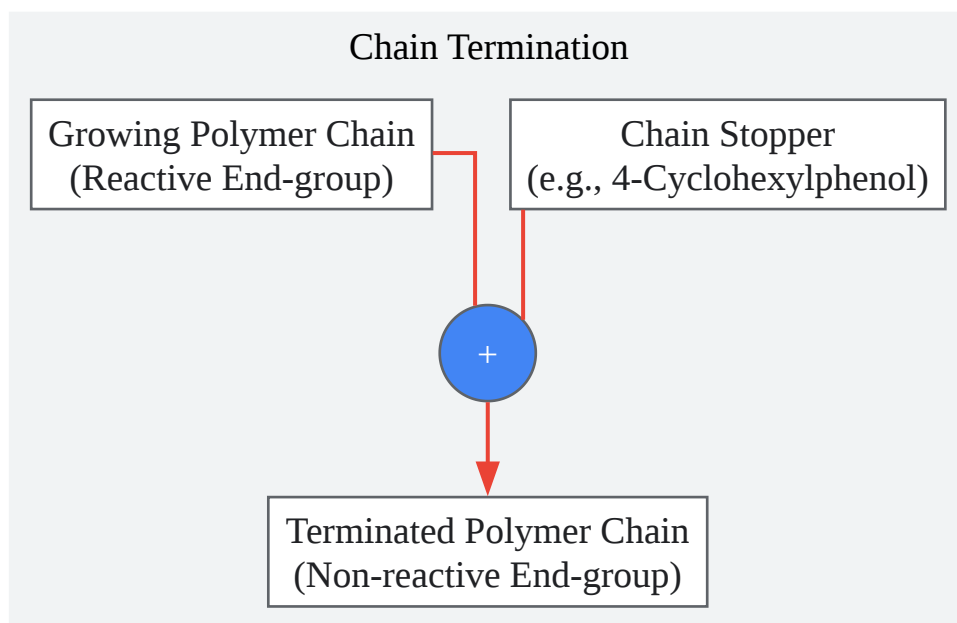 Chain Termination
Growing Polymer Chain
(Reactive End-group)
Chain Stopper
(e.g., 4-Cyclohexylphenol)
+
Terminated Polymer Chain
(Non-reactive End-group)